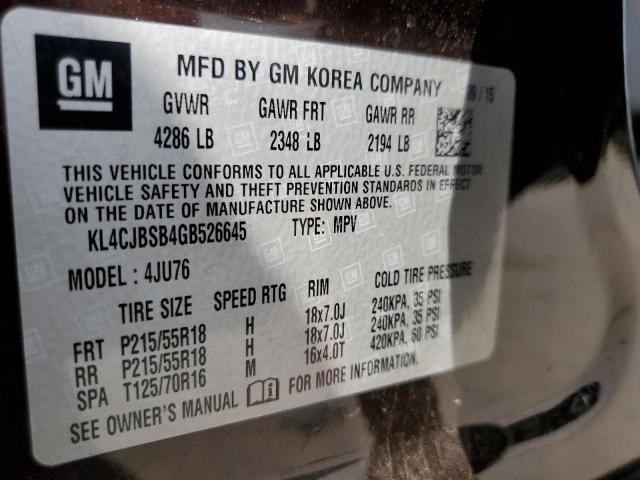 GM
MFD BY GM KOREA COMPANY
GVWR GAWR FRT GAWR RR
4286 LB 2348 LB 2194 LB
THIS VEHICLE CONFORMS TO ALL APPLICABLE U.S. FEDERAL MOTOR
VEHICLE SAFETY AND THEFT PREVENTION STANDARDS IN EFFECT
ON THE DATE OF MANUFACTURE SHOWN ABOVE.
KL4CJBSB4GB526645 TYPE: MPV
MODEL : 4JU76
TIRE SIZE SPEED RTG RIM COLD TIRE PRESSURE
FRT P215/55R18 H 18x7.0J 240KPA, 35 PSI
RR P215/55R18 H 18x7.0J 240KPA, 35 PSI
SPA T125/70R16 M 16x4.0T 420KPA, 60 PSI
SEE OWNER'S MANUAL FOR MORE INFORMATION.